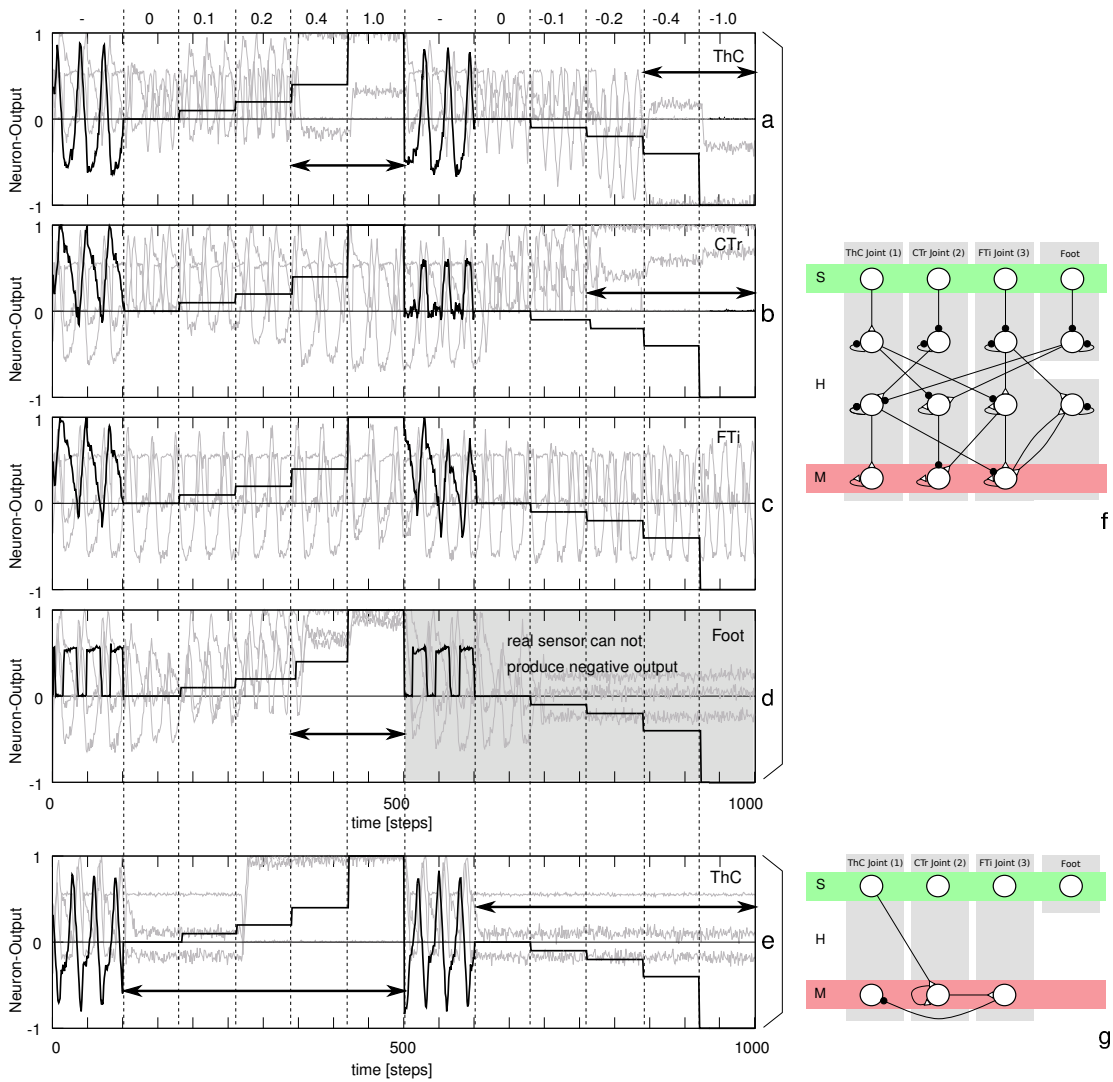 - 0 0.1 0.2 0.4 1.0 - 0 -0.1 -0.2 -0.4 -1.0
1
0
-1
Neuron-Output
ThC
a
1
0
-1
Neuron-Output
CTr
b
1
0
-1
Neuron-Output
FTi
c
1
0
-1
Neuron-Output
real sensor can not
produce negative output
Foot
d
0 500 1000
time [steps]
1
0
-1
Neuron-Output
ThC
e
0 500 1000
time [steps]
ThC Joint (1) CTr Joint (2) FTi Joint (3) Foot
S
H
M
f
ThC Joint (1) CTr Joint (2) FTi Joint (3) Foot
S
H
M
g